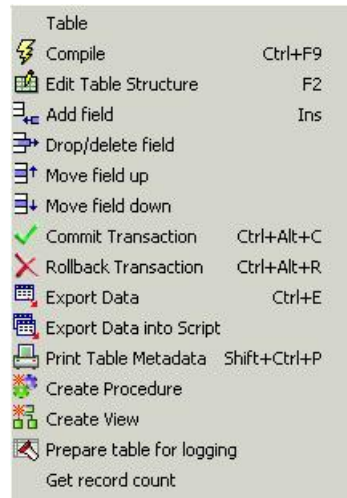 Table
Compile Ctrl+F9
Edit Table Structure F2
Add field Ins
Drop/delete field
Move field up
Move field down
Commit Transaction Ctrl+Alt+C
Rollback Transaction Ctrl+Alt+R
Export Data Ctrl+E
Export Data into Script
Print Table Metadata Shift+Ctrl+P
Create Procedure
Create View
Prepare table for logging
Get record count